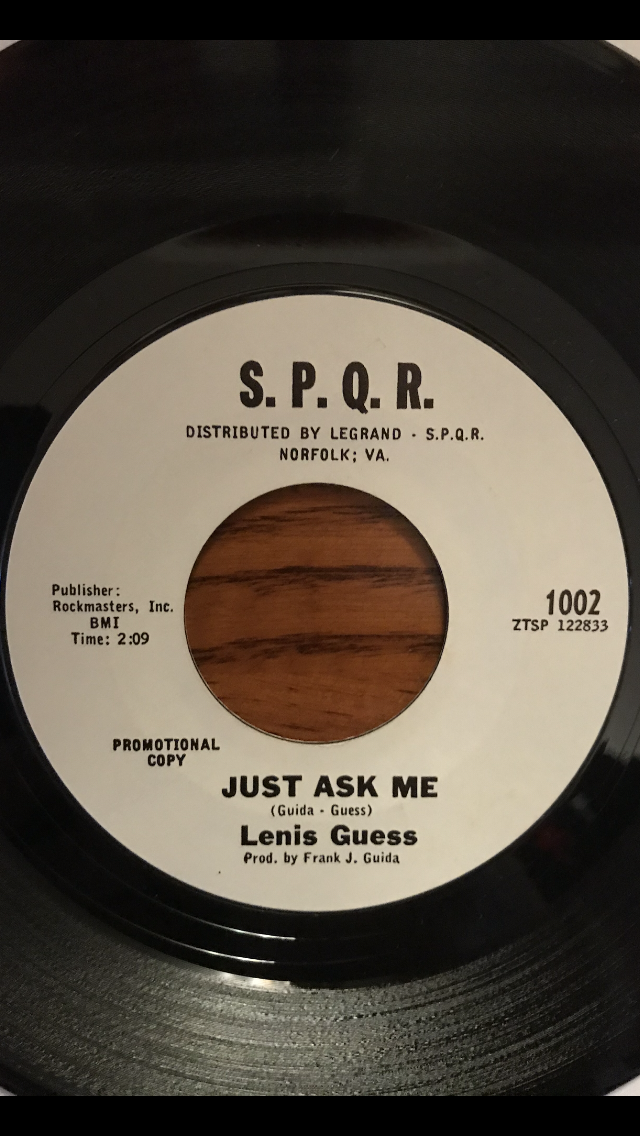 S. P. Q. R.
DISTRIBUTED BY LEGRAND - S.P.Q.R.
NORFOLK; VA.
Publisher:
Rockmasters, Inc.
BMI
Time: 2:09
1002
ZTSP 122833
PROMOTIONAL
COPY
JUST ASK ME
(Guida - Guess)
Lenis Guess
Prod. by Frank J. Guida